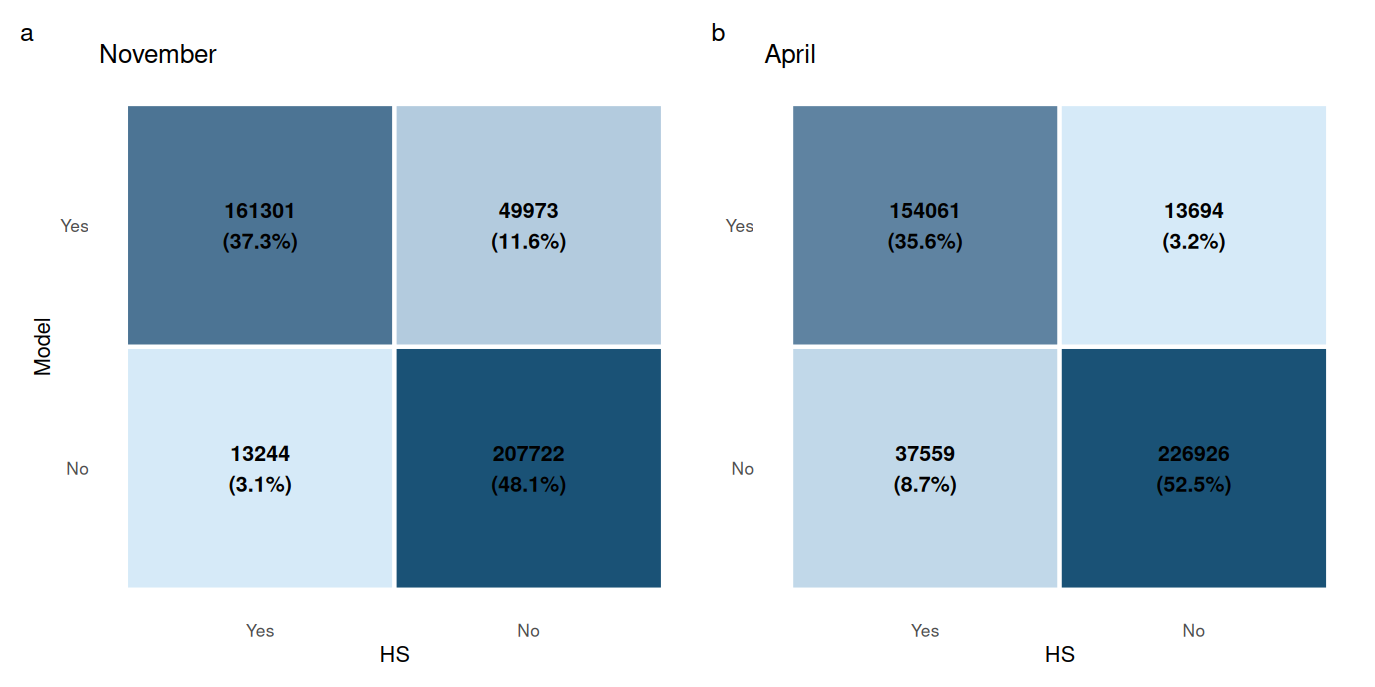 a
November
Yes
161301
(37.3%)
49973
(11.6%)
Model
No
13244
(3.1%)
207722
(48.1%)
Yes
No
HS
b
April
Yes
154061
(35.6%)
13694
(3.2%)
No
37559
(8.7%)
226926
(52.5%)
Yes
No
HS